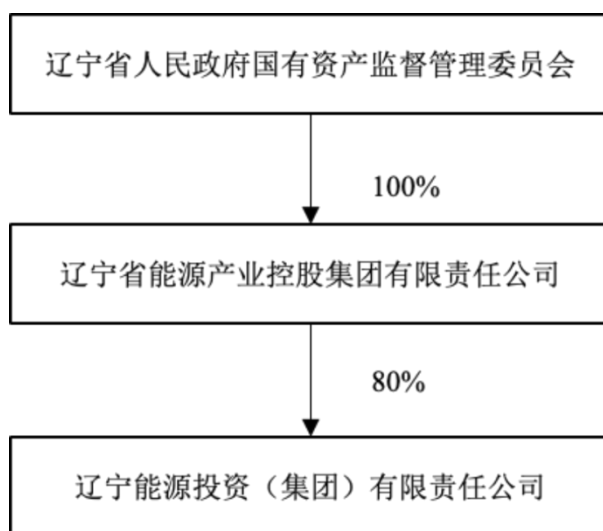 辽宁省人民政府国有资产监督管理委员会
100%
辽宁省能源产业控股集团有限责任公司
80%
辽宁能源投资（集团）有限责任公司